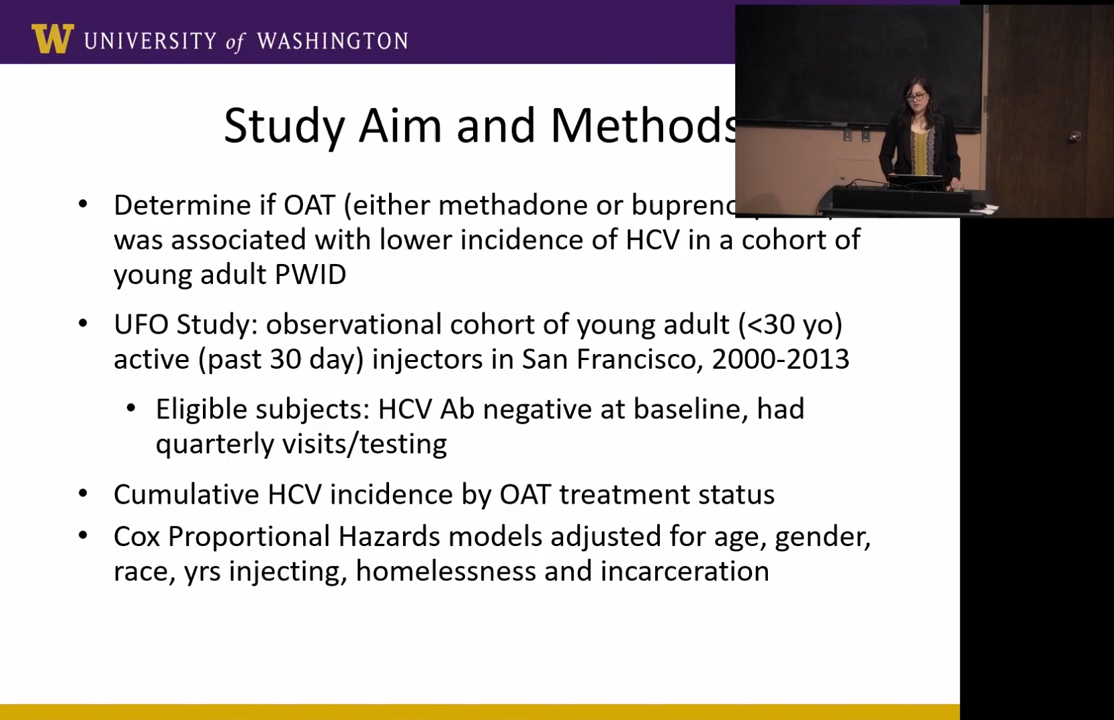 W UNIVERSITY of WASHINGTON
Study Aim and Methods
• Determine if OAT (either methadone or
was associated with lower incidence of HCV in a cohort of
young adult PWID
• UFO Study: observational cohort of young adult (<30 yo)
active (past 30 day) injectors in San Francisco, 2000-2013
• Eligible subjects: HCV Ab negative at baseline, had
quarterly visits/testing
• Cumulative HCV incidence by OAT treatment status
• Cox Proportional Hazards models adjusted for age, gender,
race, yrs injecting, homelessness and incarceration